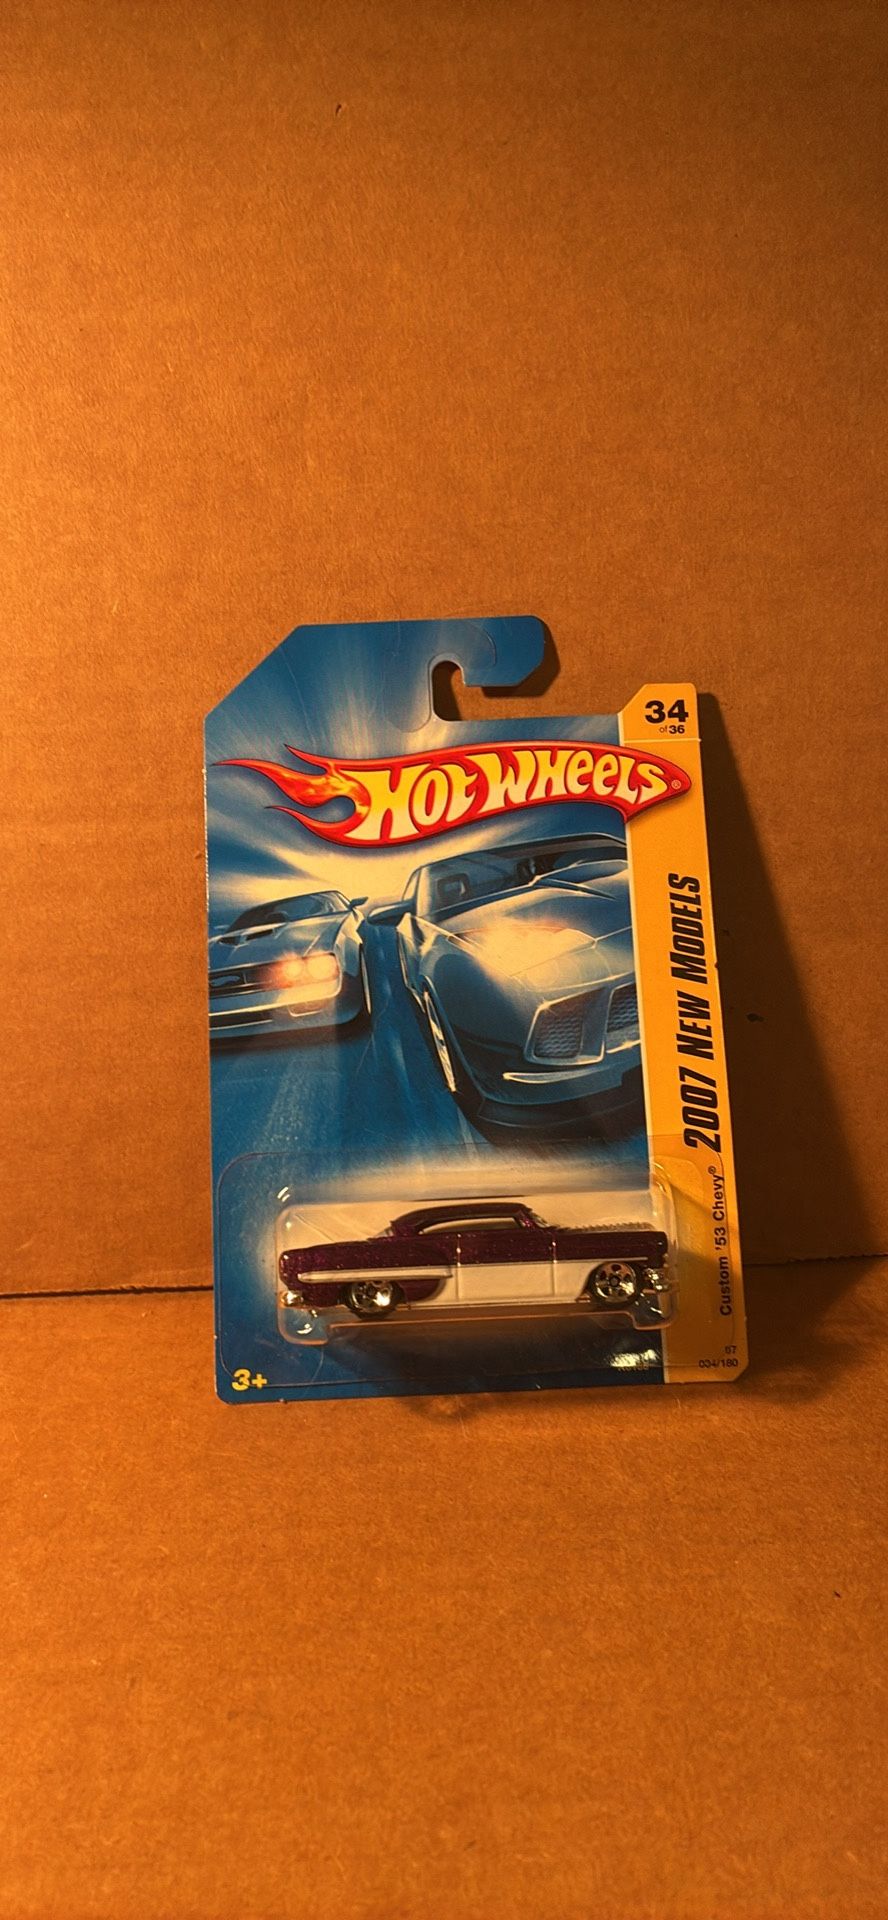 34
of 36
HOT WHEELS®
2007 NEW MODELS
Custom '53 Chevy®
07
034/180
3+